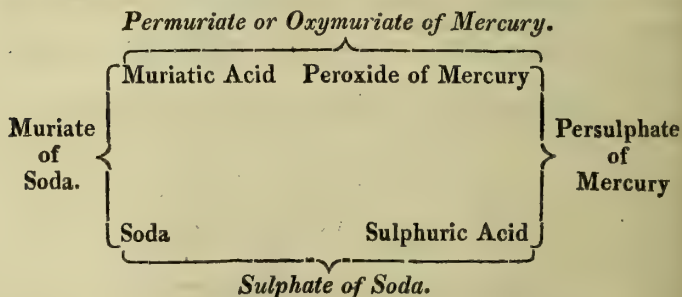 Permuriate or Oxymuriate of Mercury.
Muriatic Acid Peroxide of Mercury
Muriate
of
Soda.
Persulphate
of
Mercury
Soda Sulphuric Acid
Sulphate of Soda.